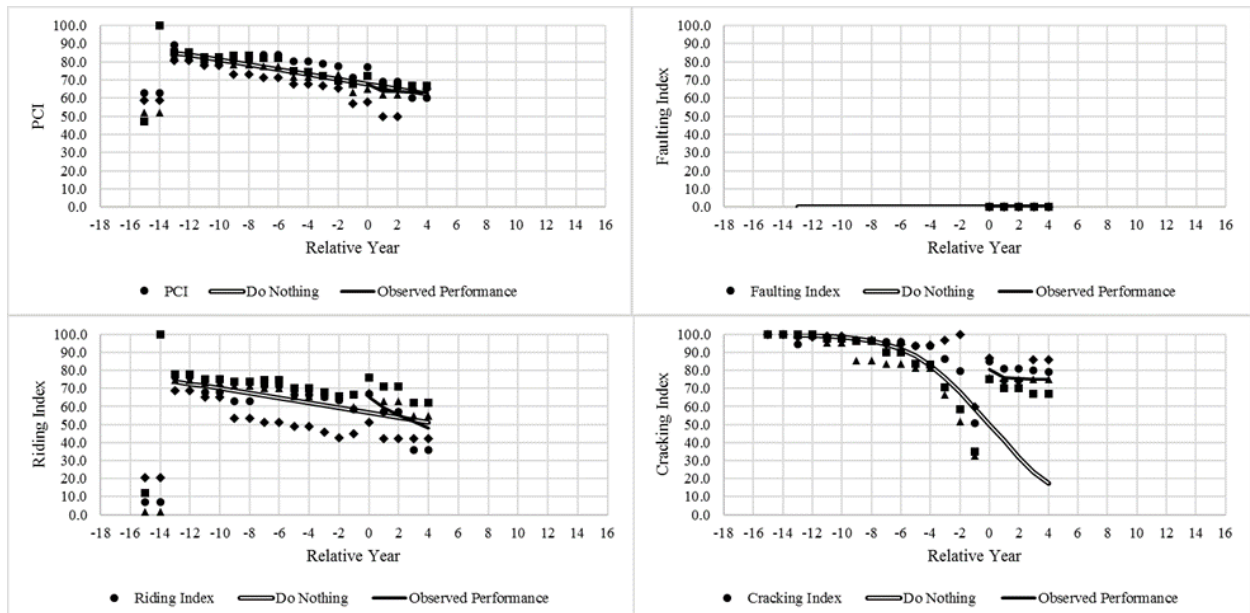 PCI
100.0
90.0
80.0
70.0
60.0
50.0
40.0
30.0
20.0
10.0
0.0
-18 -16 -14 -12 -10 -8 -6 -4 -2 0 2 4 6 8 10 12 14 16
Relative Year
PCI Do Nothing Observed Performance
Faulting Index
100.0
90.0
80.0
70.0
60.0
50.0
40.0
30.0
20.0
10.0
0.0
-18 -16 -14 -12 -10 -8 -6 -4 -2 0 2 4 6 8 10 12 14 16
Relative Year
Faulting Index Do Nothing Observed Performance
Riding Index
100.0
90.0
80.0
70.0
60.0
50.0
40.0
30.0
20.0
10.0
0.0
-18 -16 -14 -12 -10 -8 -6 -4 -2 0 2 4 6 8 10 12 14 16
Relative Year
Riding Index Do Nothing Observed Performance
Cracking Index
100.0
90.0
80.0
70.0
60.0
50.0
40.0
30.0
20.0
10.0
0.0
-18 -16 -14 -12 -10 -8 -6 -4 -2 0 2 4 6 8 10 12 14 16
Relative Year
Cracking Index Do Nothing Observed Performance